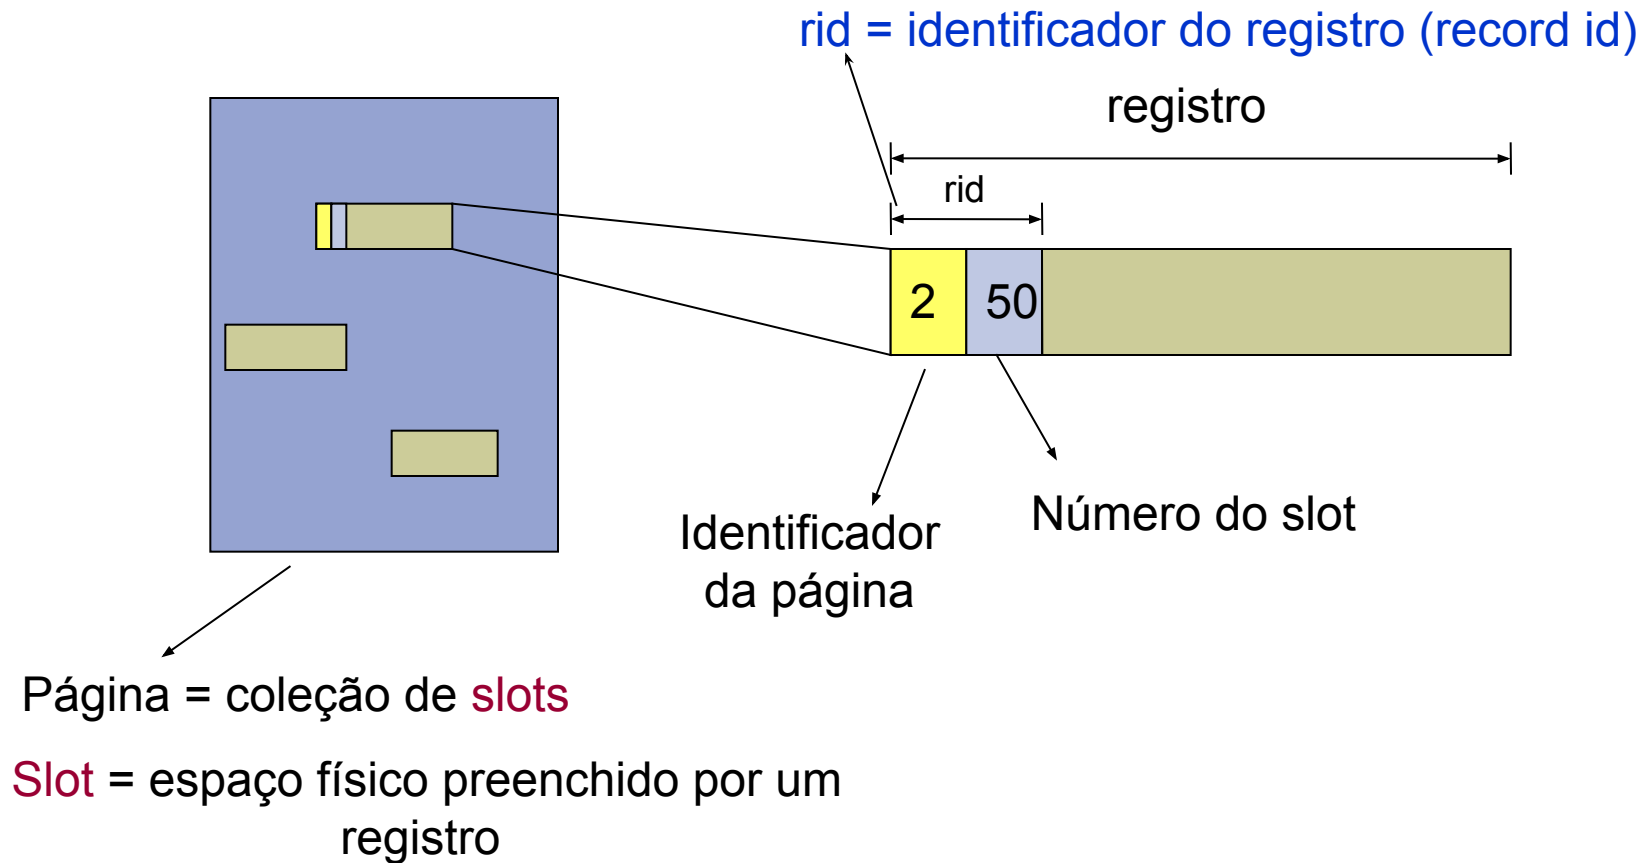 rid = identificador do registro (record id)
registro
rid
2 50
Número do slot
Identificador
da página
Página = coleção de slots
Slot = espaço físico preenchido por um
registro